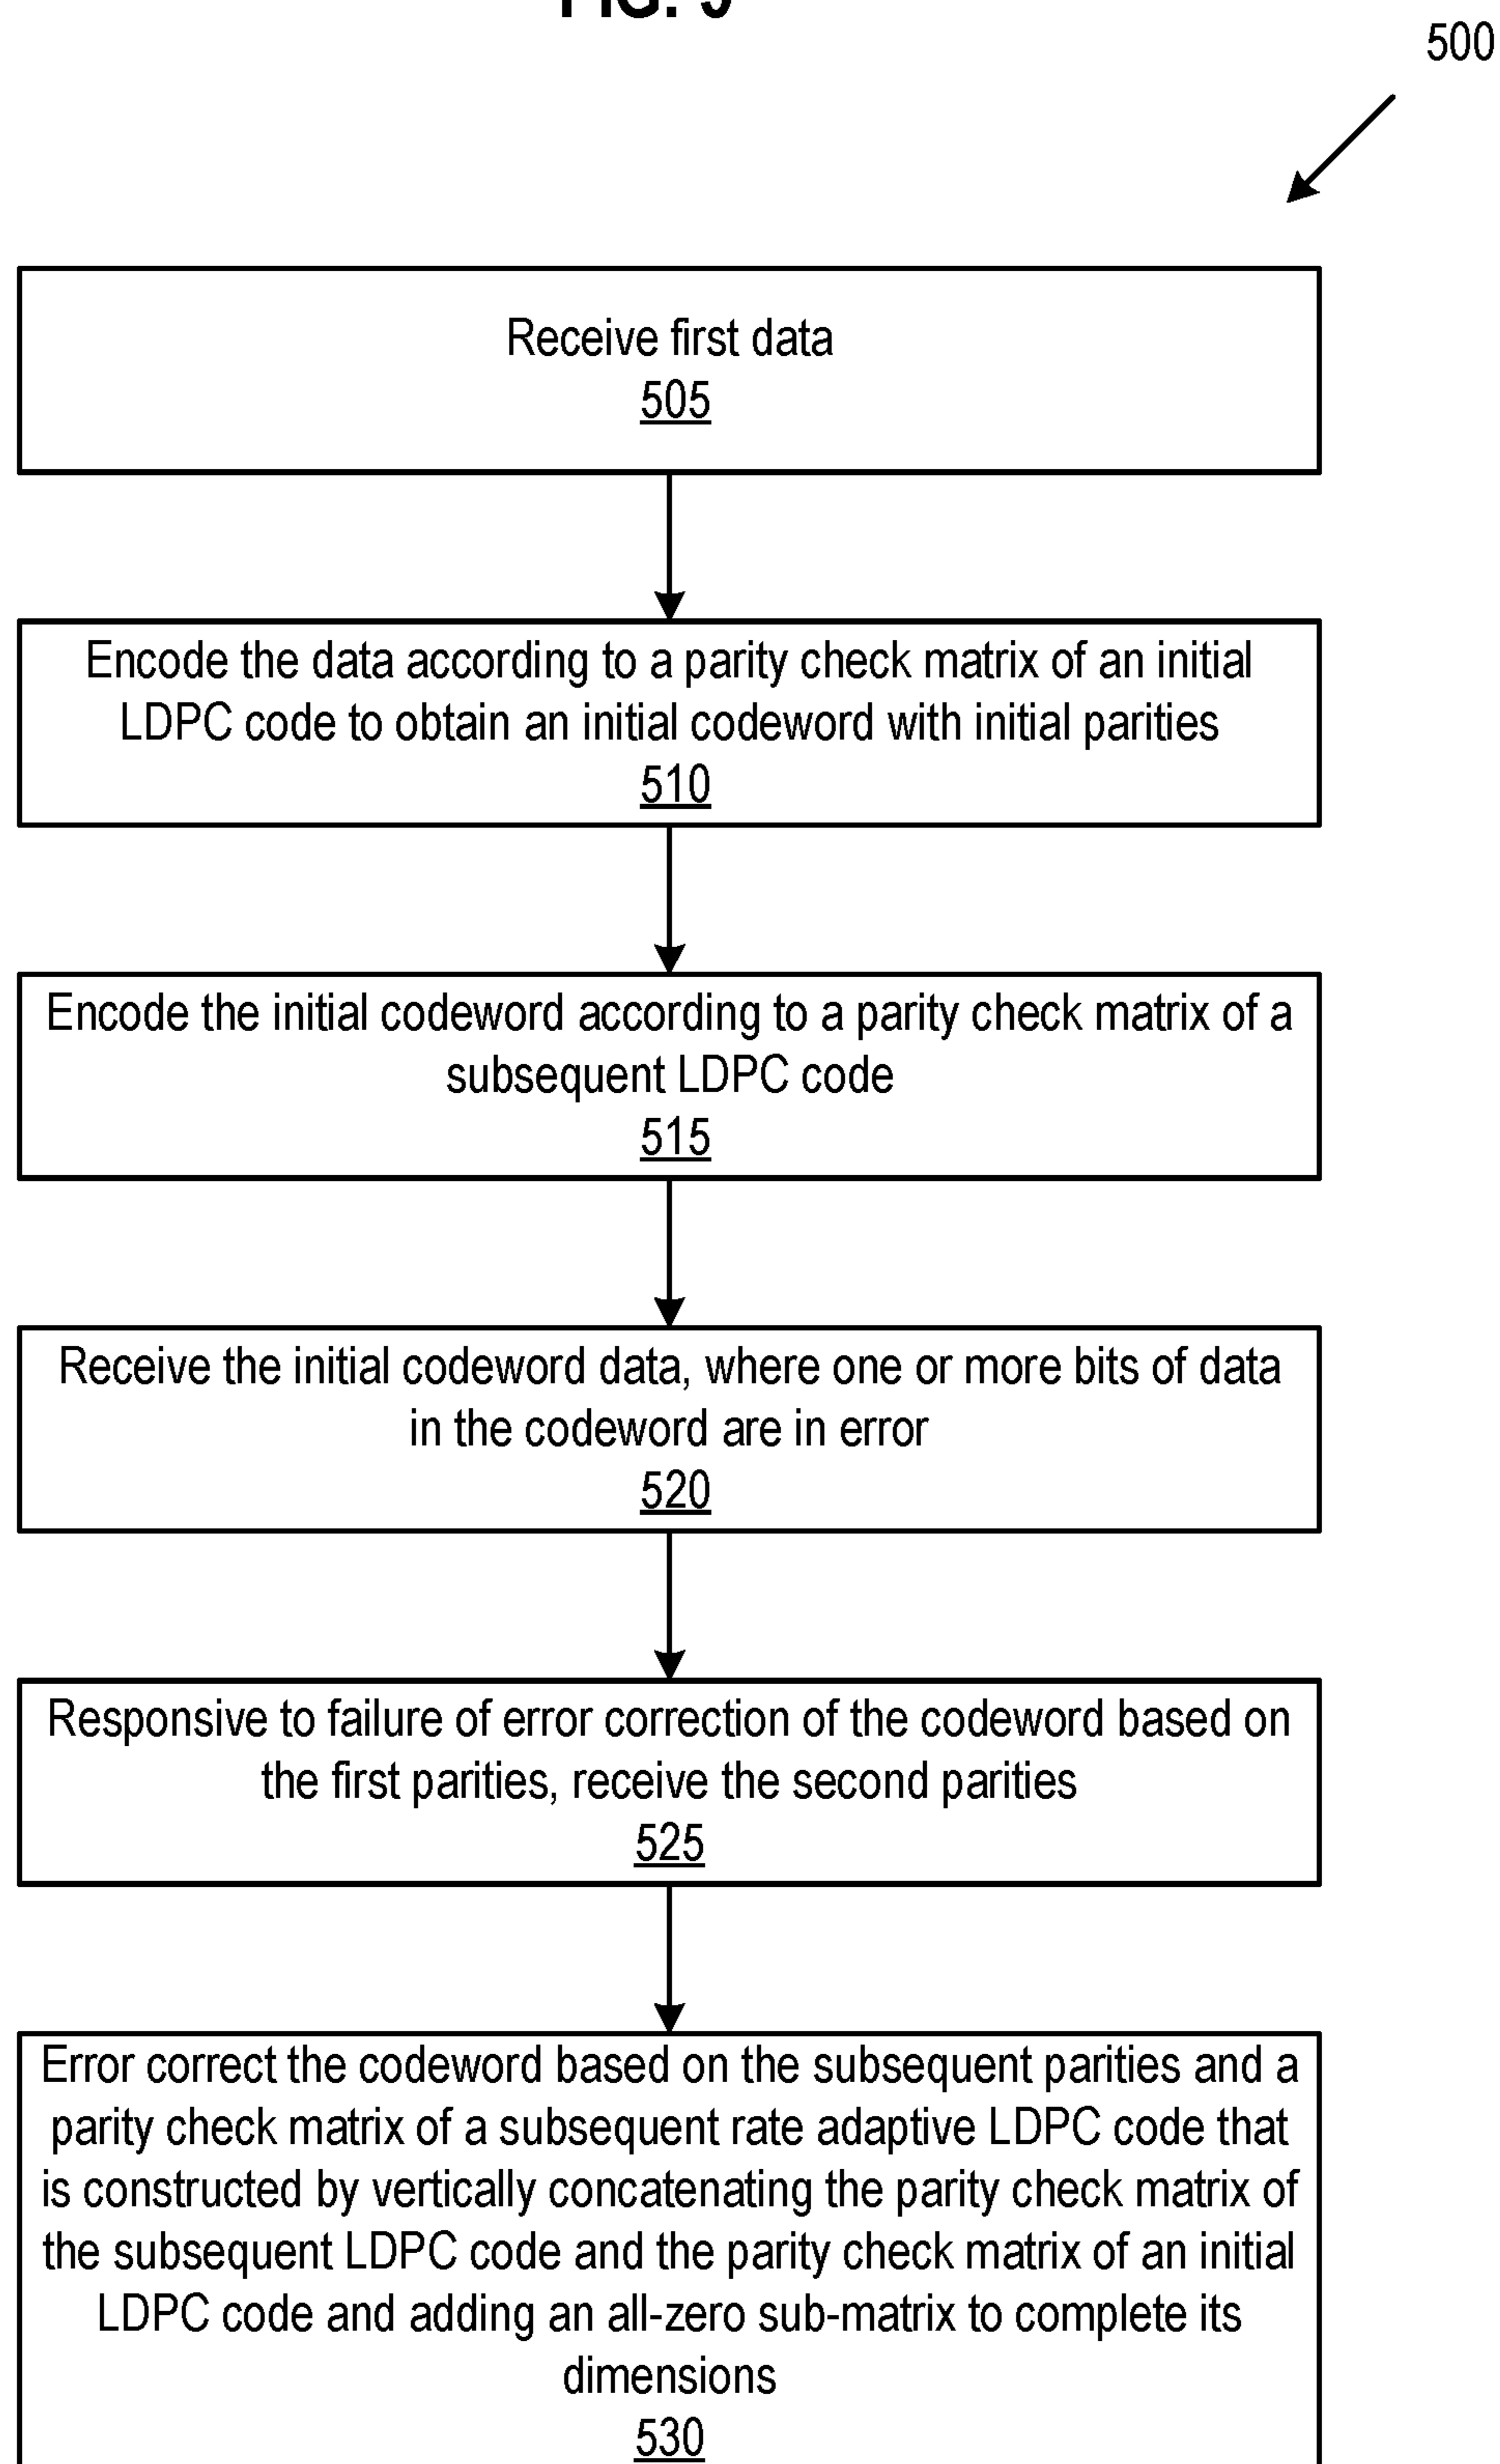 500
Receive first data
505
Encode the data according to a parity check matrix of an initial
LDPC code to obtain an initial codeword with initial parities
510
Encode the initial codeword according to a parity check matrix of a
subsequent LDPC code
515
Receive the initial codeword data, where one or more bits of data
in the codeword are in error
520
Responsive to failure of error correction of the codeword based on
the first parities, receive the second parities
525
Error correct the codeword based on the subsequent parities and a
parity check matrix of a subsequent rate adaptive LDPC code that
is constructed by vertically concatenating the parity check matrix of
the subsequent LDPC code and the parity check matrix of an initial
LDPC code and adding an all-zero sub-matrix to complete its
dimensions
530